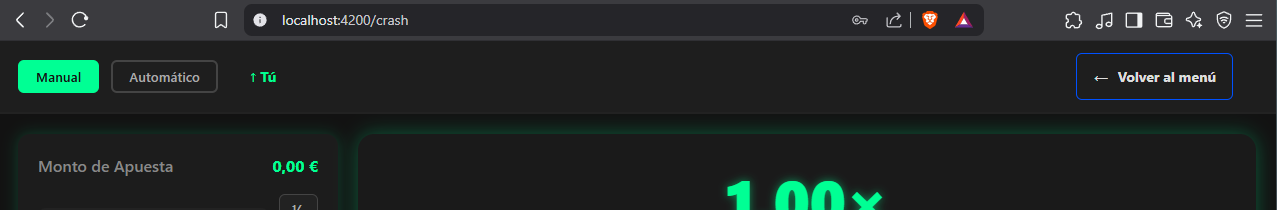 localhost:4200/crash
Manual
Automático
↑ Tú
← Volver al menú
Monto de Apuesta
0,00 €
1.00×
½